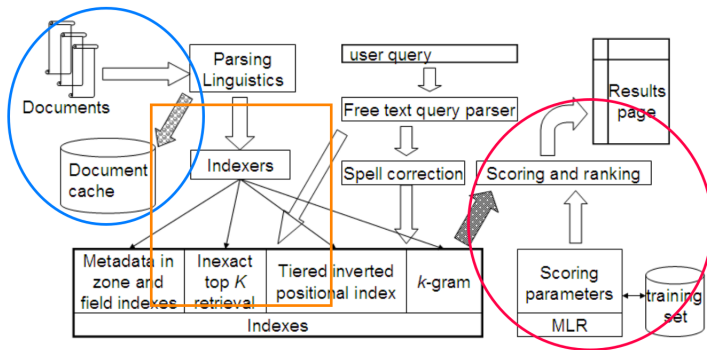 Documents
Parsing
Linguistics
user query
Results
page
Free text query parser
Document
cache
Indexers
Spell correction
Scoring and ranking
Metadata in
zone and
field indexes
Inexact
top K
retrieval
Tiered inverted
positional index
k-gram
Indexes
Scoring
parameters
MLR
training
set